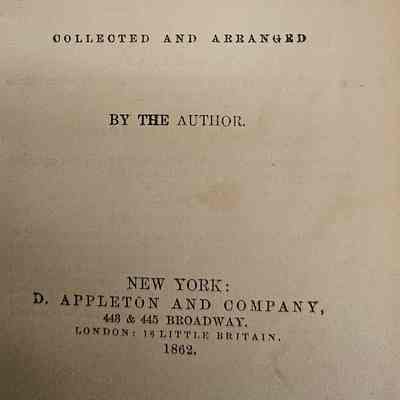 COLLECTED AND ARRANGED
BY THE AUTHOR.
NEW YORK:
D. APPLETON AND COMPANY,
443 & 445 BROADWAY.
LONDON: 16 LITTLE BRITAIN.
1862.